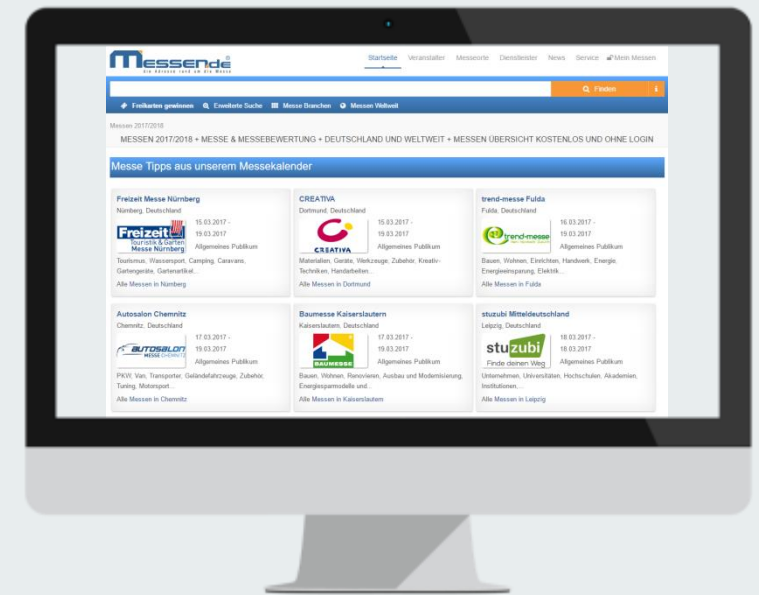 MESSENDE®
Die Adresse rund um die Messe
Startseite Veranstalter Messeorte Dienstleister News Service Mein Messen
Finden i
Freikarten gewinnen Erweiterte Suche Messe Branchen Messen Weltweit
Messen 2017/2018
MESSEN 2017/2018 + MESSE & MESSEBEWERTUNG + DEUTSCHLAND UND WELTWEIT + MESSEN ÜBERSICHT KOSTENLOS UND OHNE LOGIN
Messe Tipps aus unserem Messekalender
Freizeit Messe Nürnberg
Nürnberg, Deutschland
Freizeit
Touristik & Garten
Messe Nürnberg
15.03.2017 -
19.03.2017
Allgemeines Publikum
Tourismus, Wassersport, Camping, Caravans,
Gartengeräte, Gartenartikel...
Alle Messen in Nürnberg
CREATIVA
Dortmund, Deutschland
CREATIVA
15.03.2017 -
19.03.2017
Allgemeines Publikum
Materialien, Geräte, Werkzeuge, Zubehör, Kreativ-
Techniken, Handarbeiten...
Alle Messen in Dortmund
trend-messe Fulda
Fulda, Deutschland
trend-messe
16.03.2017 -
19.03.2017
Allgemeines Publikum
Bauen, Wohnen, Einrichten, Handwerk, Energie,
Energieeinsparung, Elektrik...
Alle Messen in Fulda
Autosalon Chemnitz
Chemnitz, Deutschland
AUTOSALON
MESSE CHEMNITZ
17.03.2017 -
19.03.2017
Allgemeines Publikum
PKW, Van, Transporter, Geländefahrzeuge, Zubehör,
Tuning, Motorsport...
Alle Messen in Chemnitz
Baumesse Kaiserslautern
Kaiserslautern, Deutschland
BAUMESSE
17.03.2017 -
19.03.2017
Allgemeines Publikum
Bauen, Wohnen, Renovieren, Ausbau und Modernisierung,
Energiesparmodelle und...
Alle Messen in Kaiserslautern
stuzubi Mitteldeutschland
Leipzig, Deutschland
stuzubi
Finde deinen Weg
18.03.2017 -
18.03.2017
Allgemeines Publikum
Unternehmen, Universitäten, Hochschulen, Akademien,
Institutionen,...
Alle Messen in Leipzig